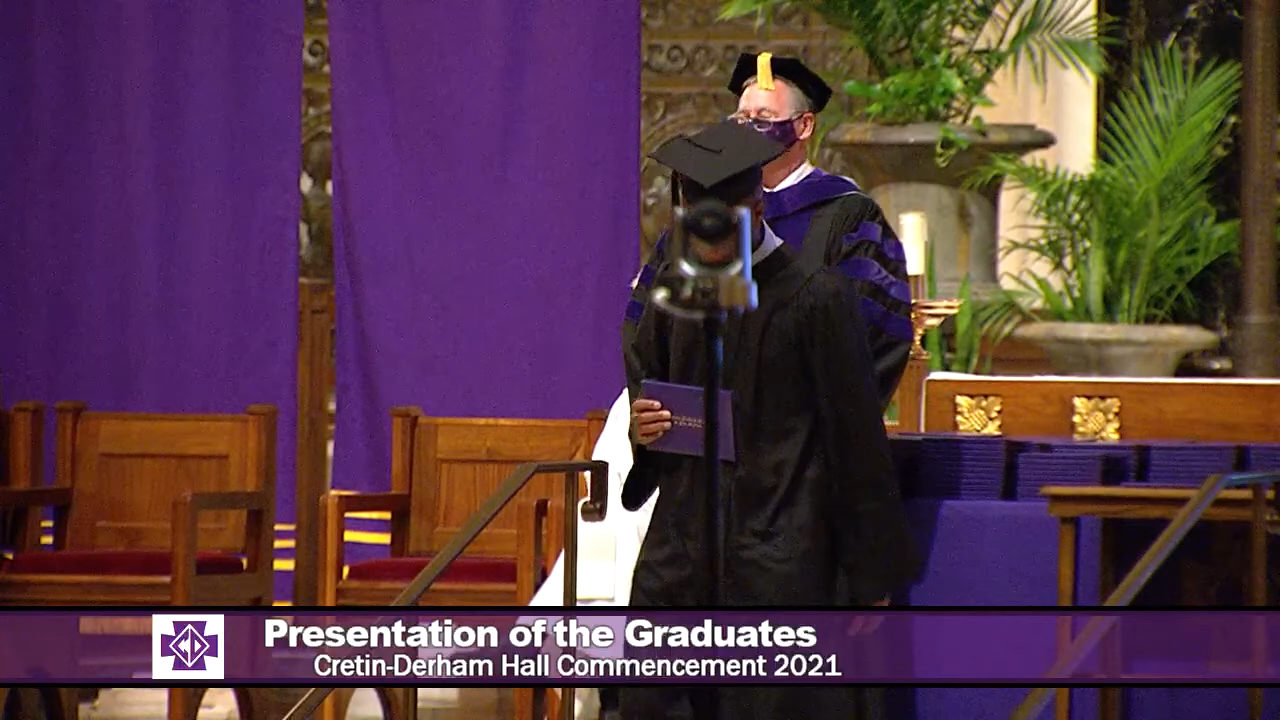 Presentation of the Graduates
Cretin-Derham Hall Commencement 2021